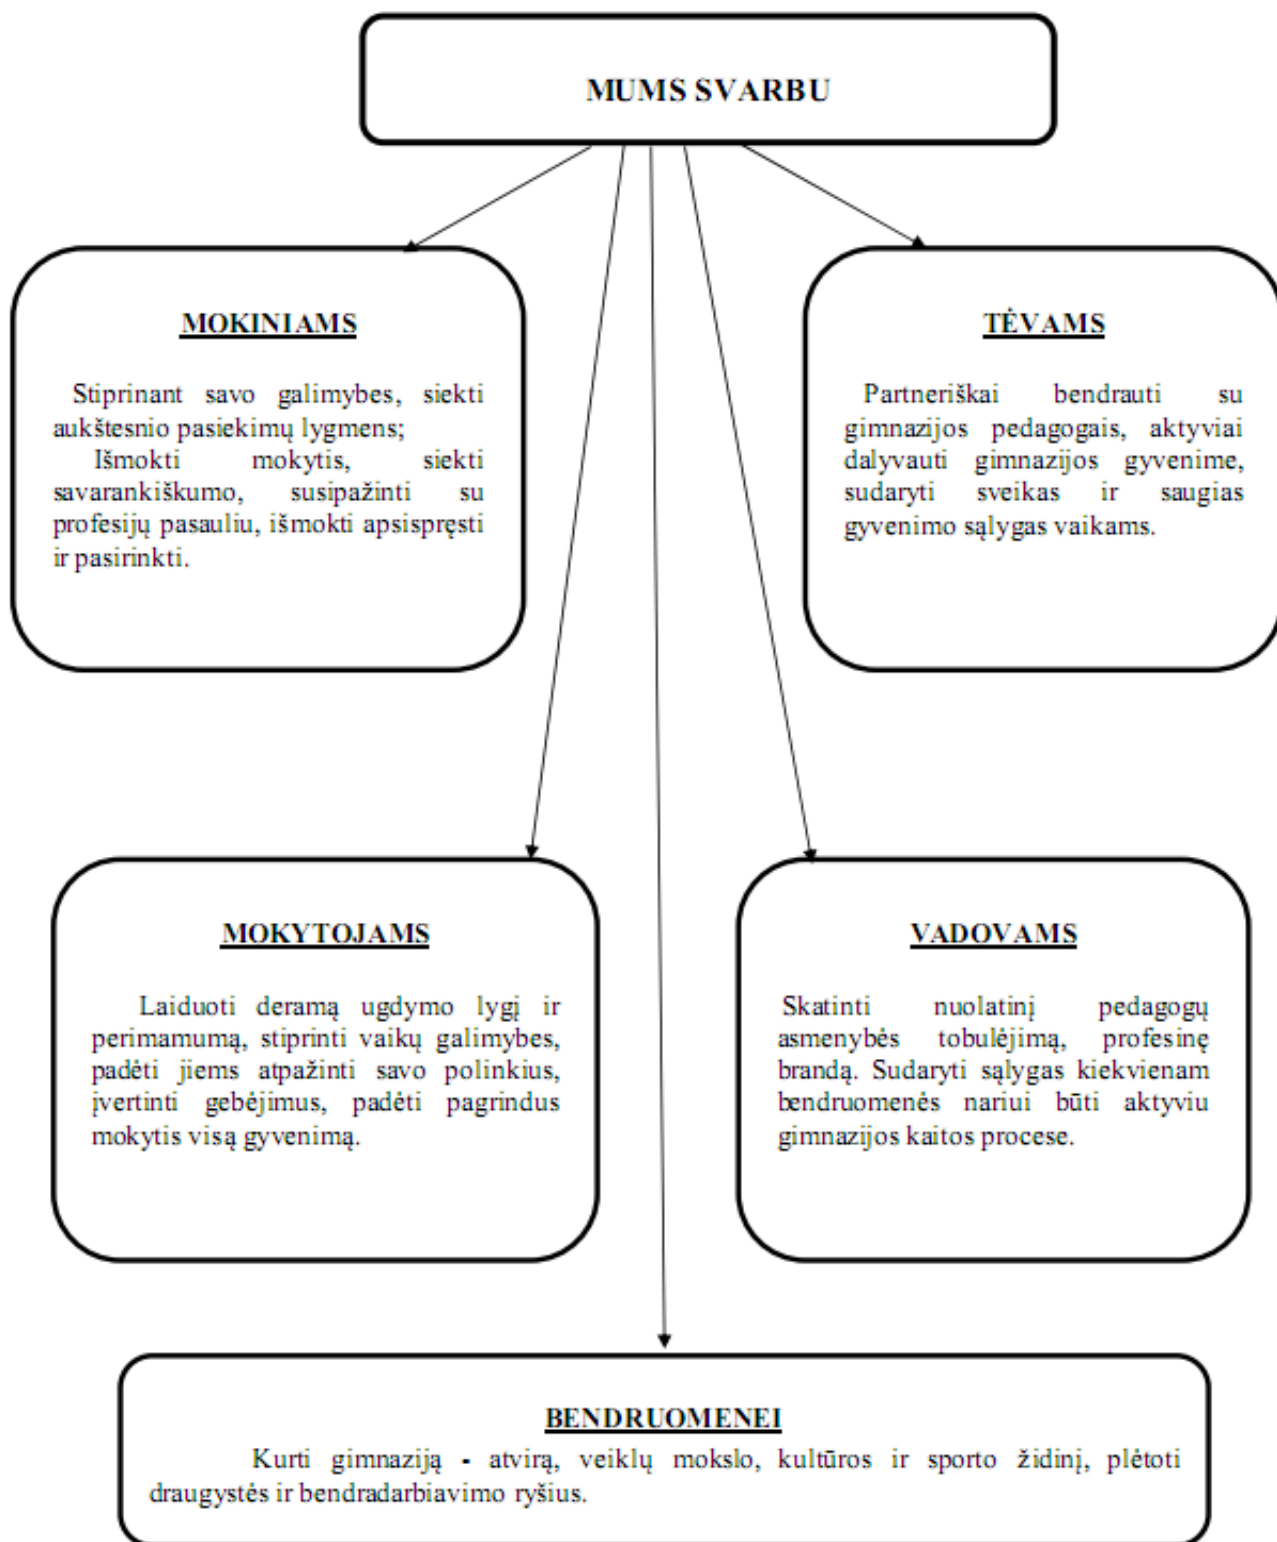 MUMS SVARBU
MOKINIAMS
Stiprinant savo galimybes, siekti
aukštesnio pasiekimų lygmens;
Išmokti mokytis, siekti
savarankiškumo, susipažinti su
profesijų pasauliu, išmokti apsispręsti
ir pasirinkti.
TĖVAMS
Partneriškai bendrauti su
gimnazijos pedagogais, aktyviai
dalyvauti gimnazijos gyvenime,
sudaryti sveikas ir saugias
gyvenimo sąlygas vaikams.
MOKYTOJAMS
Laiduoti deramą ugdymo lygį ir
perimamumą, stiprinti vaikų galimybes,
padėti jiems atpažinti savo polinkius,
įvertinti gebėjimus, padėti pagrindus
mokytis visą gyvenimą.
VADOVAMS
Skatinti nuolatinį pedagogų
asmenybės tobulėjimą, profesinę
brandą. Sudaryti sąlygas kiekvienam
bendruomenės nariui būti aktyviu
gimnazijos kaitos procese.
BENDRUOMENEI
Kurti gimnaziją - atvirą, veiklų mokslo, kultūros ir sporto židinį, plėtoti
draugystės ir bendradarbiavimo ryšius.